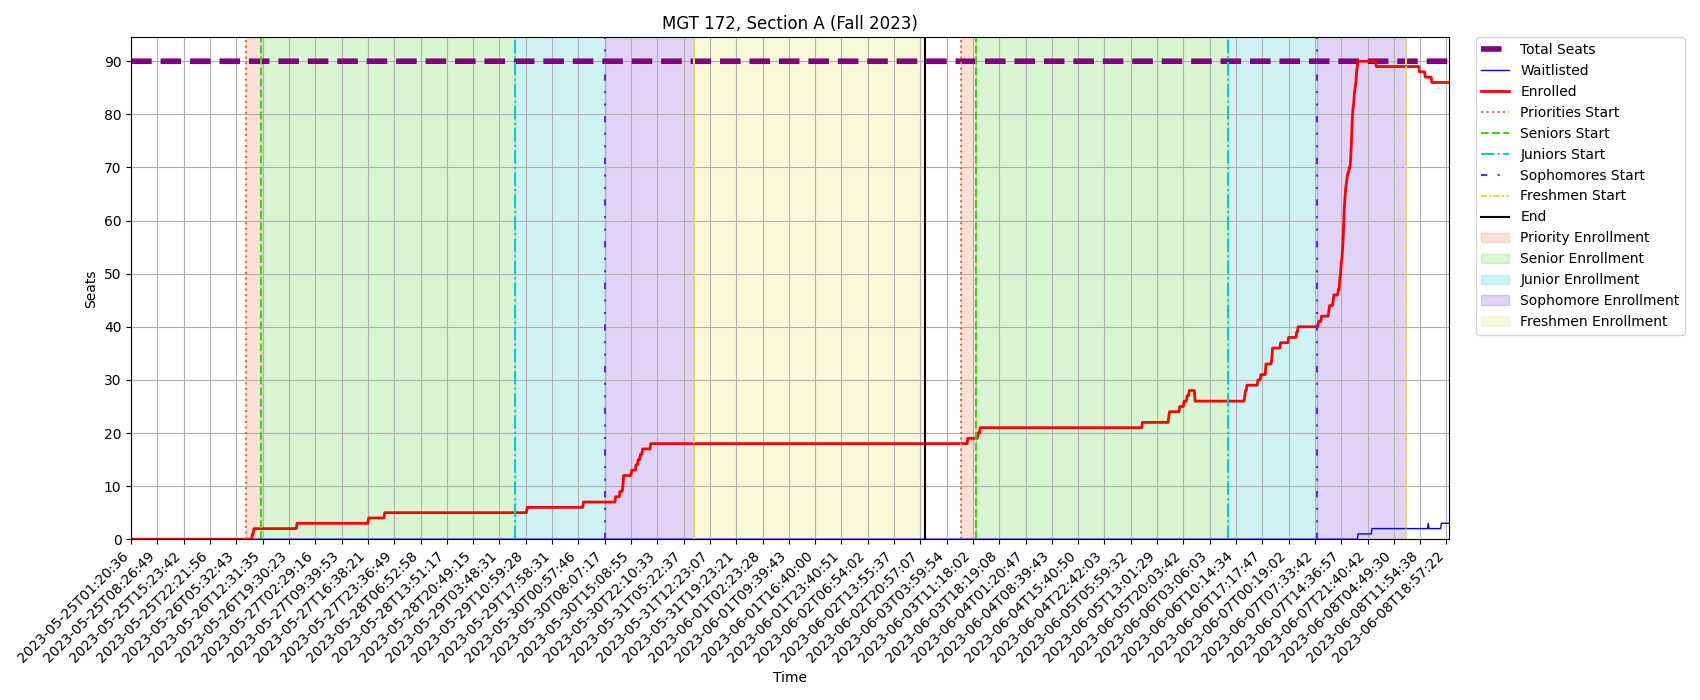 MGT 172, Section A (Fall 2023)
Seats
90
80
70
60
50
40
30
20
10
0
2023-05-25T01:20:36
2023-05-25T08:26:49
2023-05-25T15:23:42
2023-05-25T22:21:56
2023-05-26T05:32:43
2023-05-26T12:31:35
2023-05-26T19:30:23
2023-05-27T02:29:16
2023-05-27T09:39:53
2023-05-27T16:38:21
2023-05-27T23:36:49
2023-05-28T06:52:58
2023-05-28T13:51:17
2023-05-28T20:49:15
2023-05-29T03:48:31
2023-05-29T10:59:28
2023-05-29T17:58:31
2023-05-30T00:57:46
2023-05-30T08:07:17
2023-05-30T15:08:55
2023-05-30T22:10:33
2023-05-31T05:22:37
2023-05-31T12:23:07
2023-05-31T19:23:21
2023-06-01T02:23:28
2023-06-01T09:39:43
2023-06-01T16:40:00
2023-06-01T23:40:51
2023-06-02T06:54:02
2023-06-02T13:55:37
2023-06-02T20:57:07
2023-06-03T03:59:54
2023-06-03T11:18:02
2023-06-03T18:19:08
2023-06-04T01:20:47
2023-06-04T08:39:43
2023-06-04T15:40:50
2023-06-04T22:42:03
2023-06-05T05:59:32
2023-06-05T13:01:29
2023-06-05T20:03:42
2023-06-06T03:06:03
2023-06-06T10:14:34
2023-06-06T17:17:47
2023-06-07T00:19:02
2023-06-07T07:33:42
2023-06-07T14:36:57
2023-06-07T21:40:42
2023-06-08T04:49:30
2023-06-08T11:54:38
2023-06-08T18:57:22
Time
Total Seats
Waitlisted
Enrolled
Priorities Start
Seniors Start
Juniors Start
Sophomores Start
Freshmen Start
End
Priority Enrollment
Senior Enrollment
Junior Enrollment
Sophomore Enrollment
Freshmen Enrollment